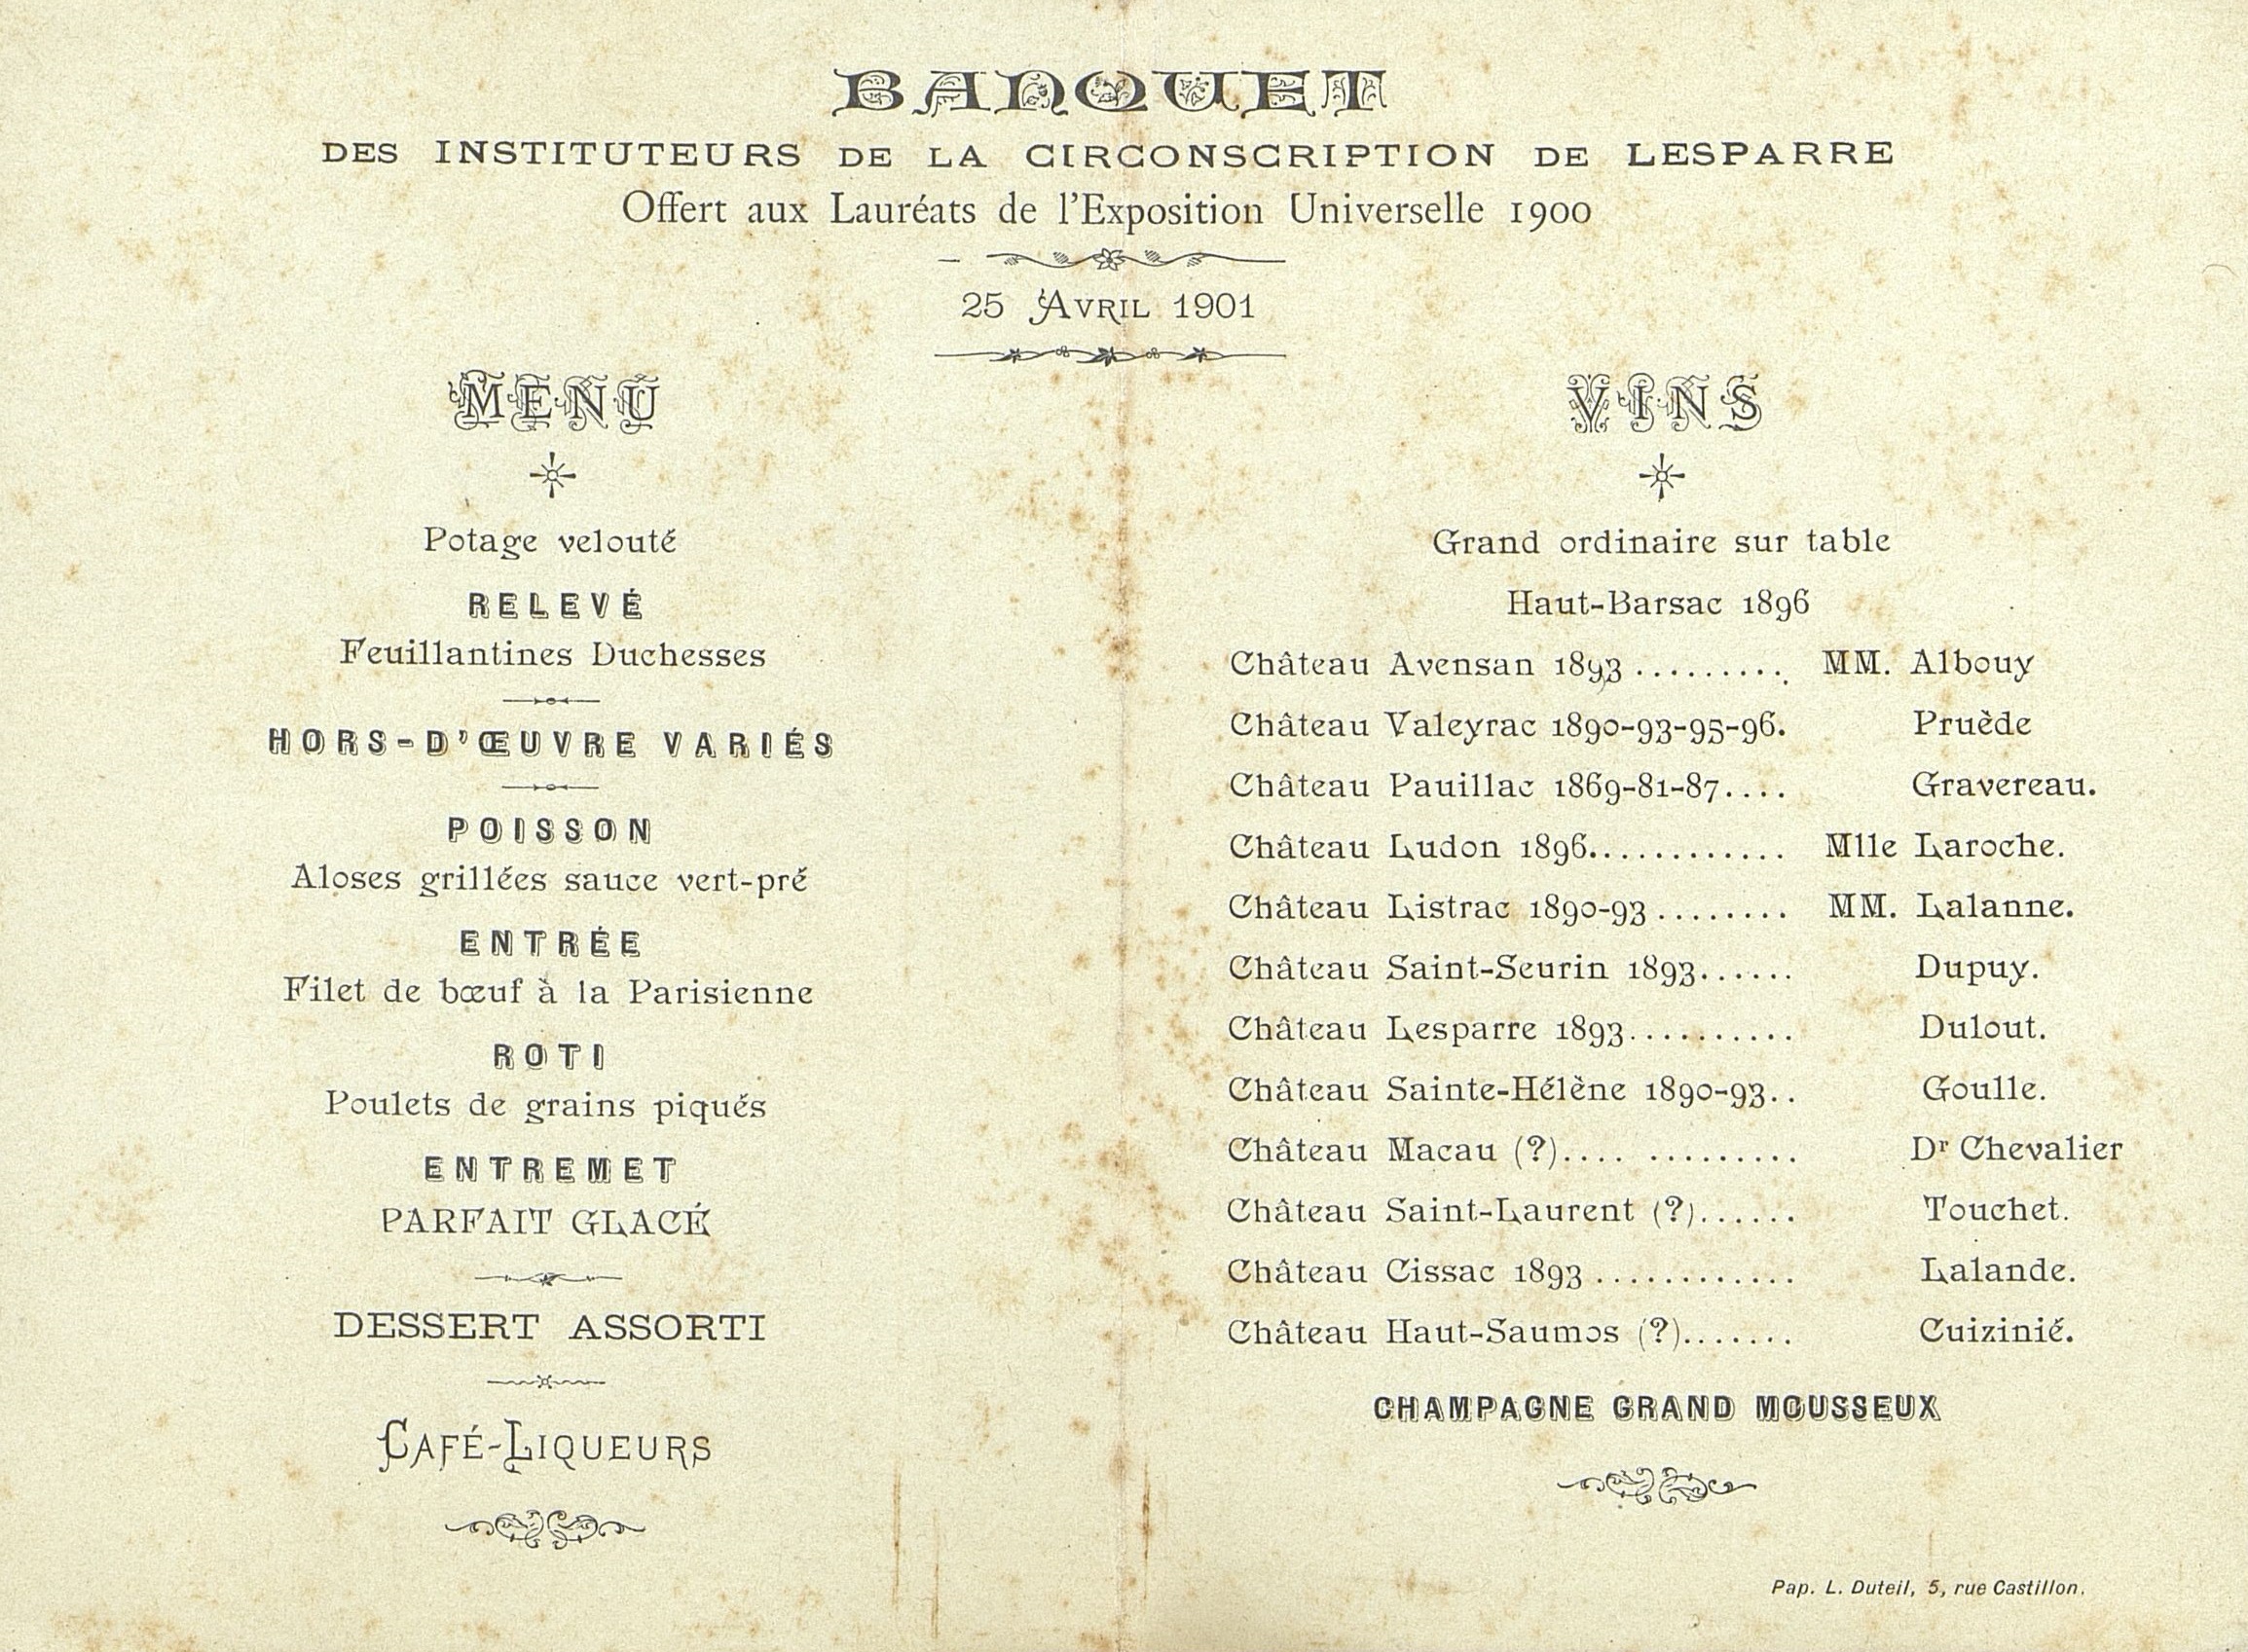 BANQUET
DES INSTITUTEURS DE LA CIRCONSCRIPTION DE LESPARRE
Offert aux Lauréats de l'Exposition Universelle 1900
25 AVRIL 1901
MENU
Potage velouté
RELEVÉ
Feuillantines Duchesses
HORS-D'ŒUVRE VARIÉS
POISSON
Aloses grillées sauce vert-pré
ENTRÉE
Filet de bœuf à la Parisienne
ROTI
Poulets de grains piqués
ENTREMET
PARFAIT GLACÉ
DESSERT ASSORTI
CAFÉ-LIQUEURS
VINS
Grand ordinaire sur table
Haut-Barsac 1896
Château Avensan 1893 .......... MM. Albouy
Château Valeyrac 1890-93-95-96. Pruède
Château Pauillac 1869-81-87.... Gravereau.
Château Ludon 1896............. Mlle Laroche.
Château Listrac 1890-93 ........ MM. Lalanne.
Château Saint-Seurin 1893...... Dupuy.
Château Lesparre 1893.......... Dulout.
Château Sainte-Hélène 1890-93.. Goulle.
Château Macau (?).... ......... Dr Chevalier
Château Saint-Laurent (?)...... Touchet.
Château Cissac 1893 ............ Lalande.
Château Haut-Saumos (?)....... Cuizinié.
CHAMPAGNE GRAND MOUSSEUX
Pap. L. Duteil, 5, rue Castillon.